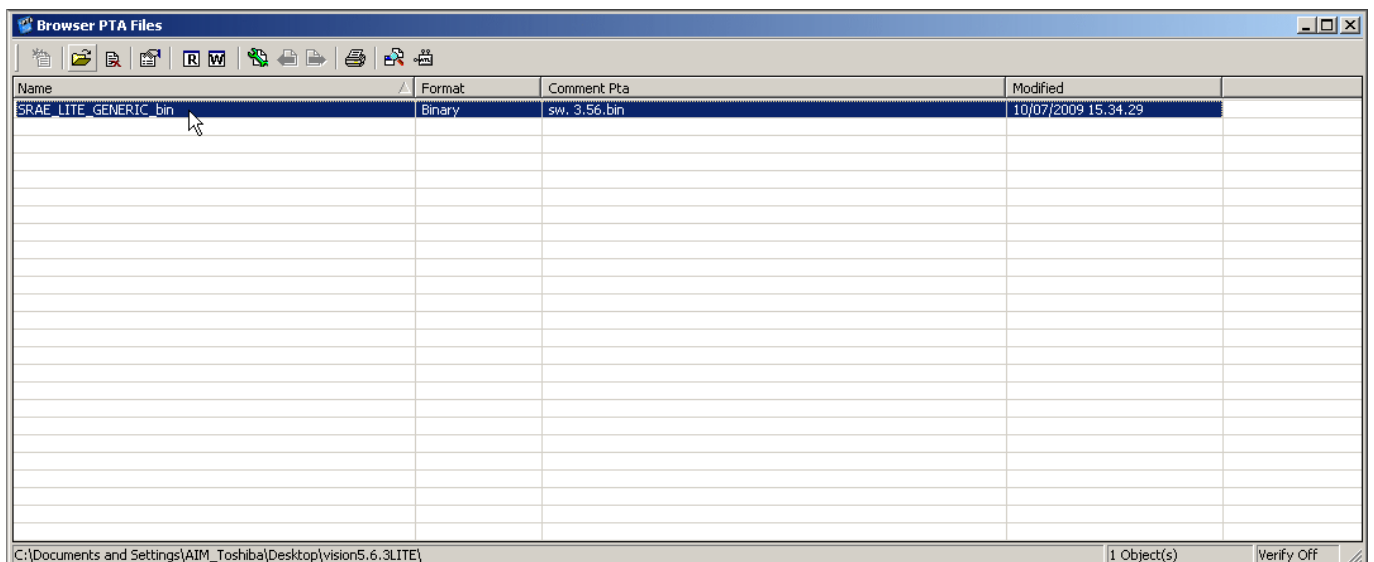 Browser PTA Files
R W
Name Format Comment Pta Modified
SRAE_LITE_GENERIC_bin Binary sw. 3.56.bin 10/07/2009 15.34.29
C:\Documents and Settings\AIM_Toshiba\Desktop\vision5.6.3LITE\ 1 Object(s) Verify Off